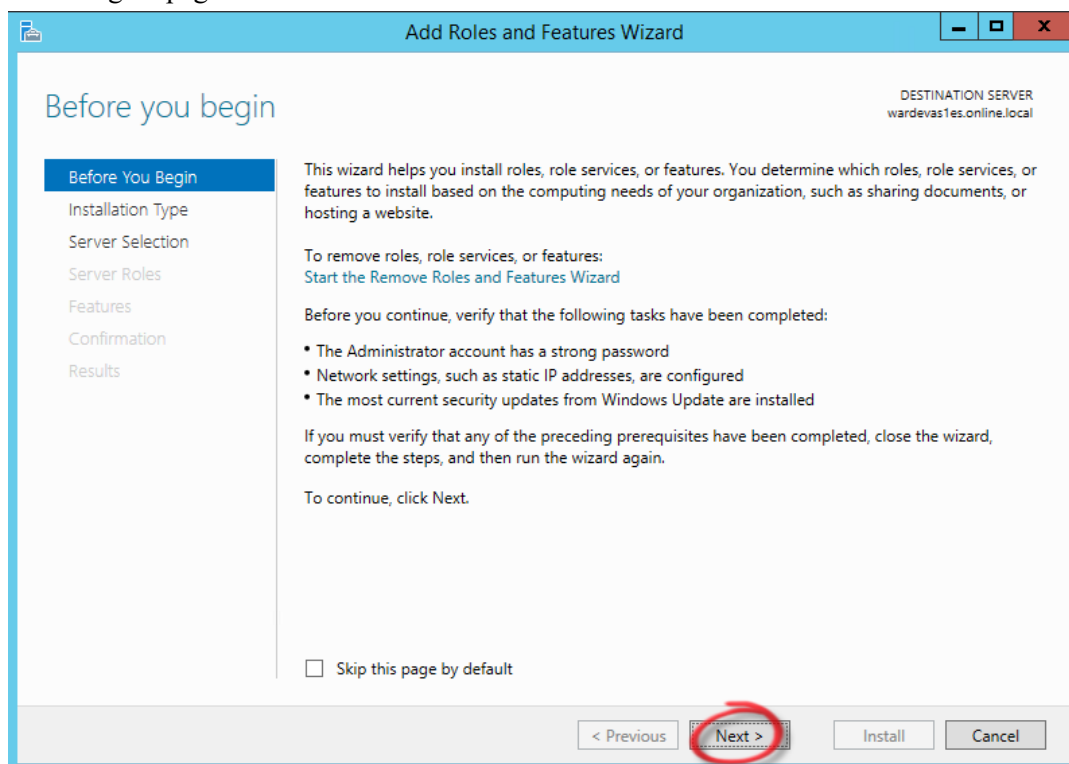 Add Roles and Features Wizard
Before you begin
DESTINATION SERVER
wardevas1es.online.local
Before You Begin
Installation Type
Server Selection
Server Roles
Features
Confirmation
Results
This wizard helps you install roles, role services, or features. You determine which roles, role services, or
features to install based on the computing needs of your organization, such as sharing documents, or
hosting a website.
To remove roles, role services, or features:
Start the Remove Roles and Features Wizard
Before you continue, verify that the following tasks have been completed:
• The Administrator account has a strong password
• Network settings, such as static IP addresses, are configured
• The most current security updates from Windows Update are installed
If you must verify that any of the preceding prerequisites have been completed, close the wizard,
complete the steps, and then run the wizard again.
To continue, click Next.
Skip this page by default
< Previous
Next >
Install
Cancel